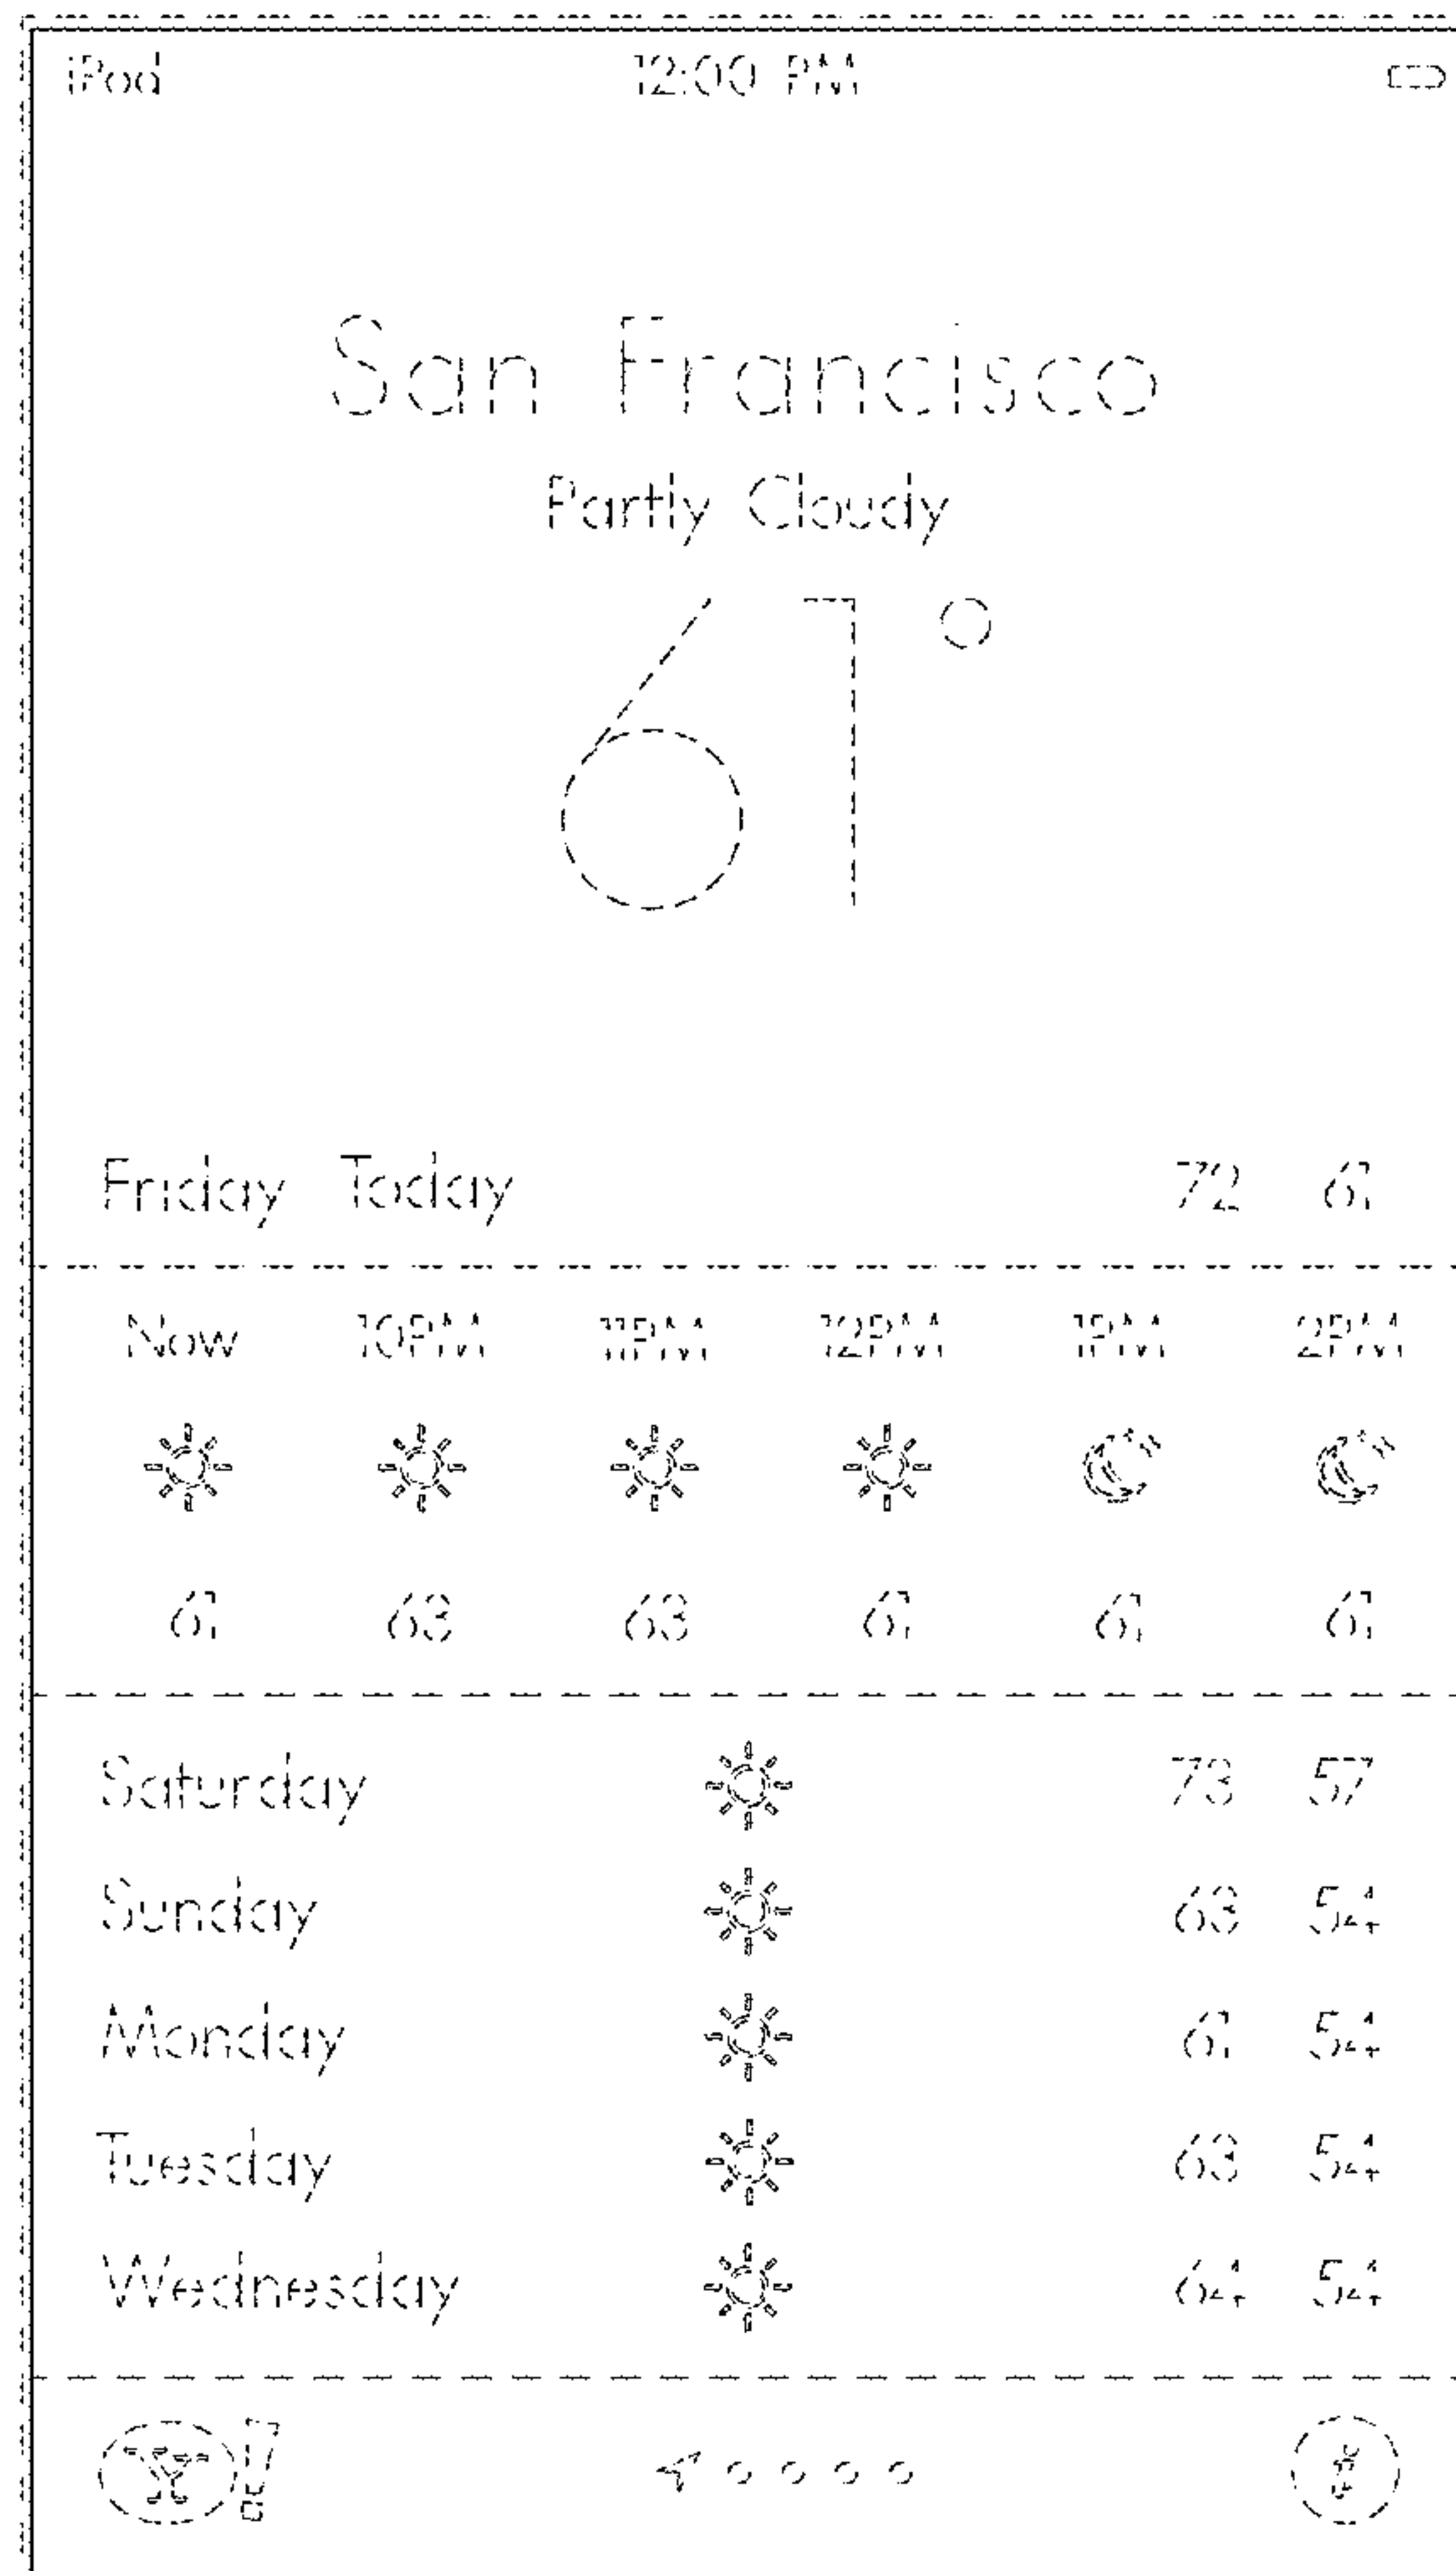 iPod 12:00 PM
San Francisco
Partly Cloudy
61°
Friday Today 72 61
Now 10PM 11PM 12PM 1PM 2PM
61 63 63 61 61 61
Saturday 73 57
Sunday 63 54
Monday 61 54
Tuesday 63 54
Wednesday 64 54
Y!